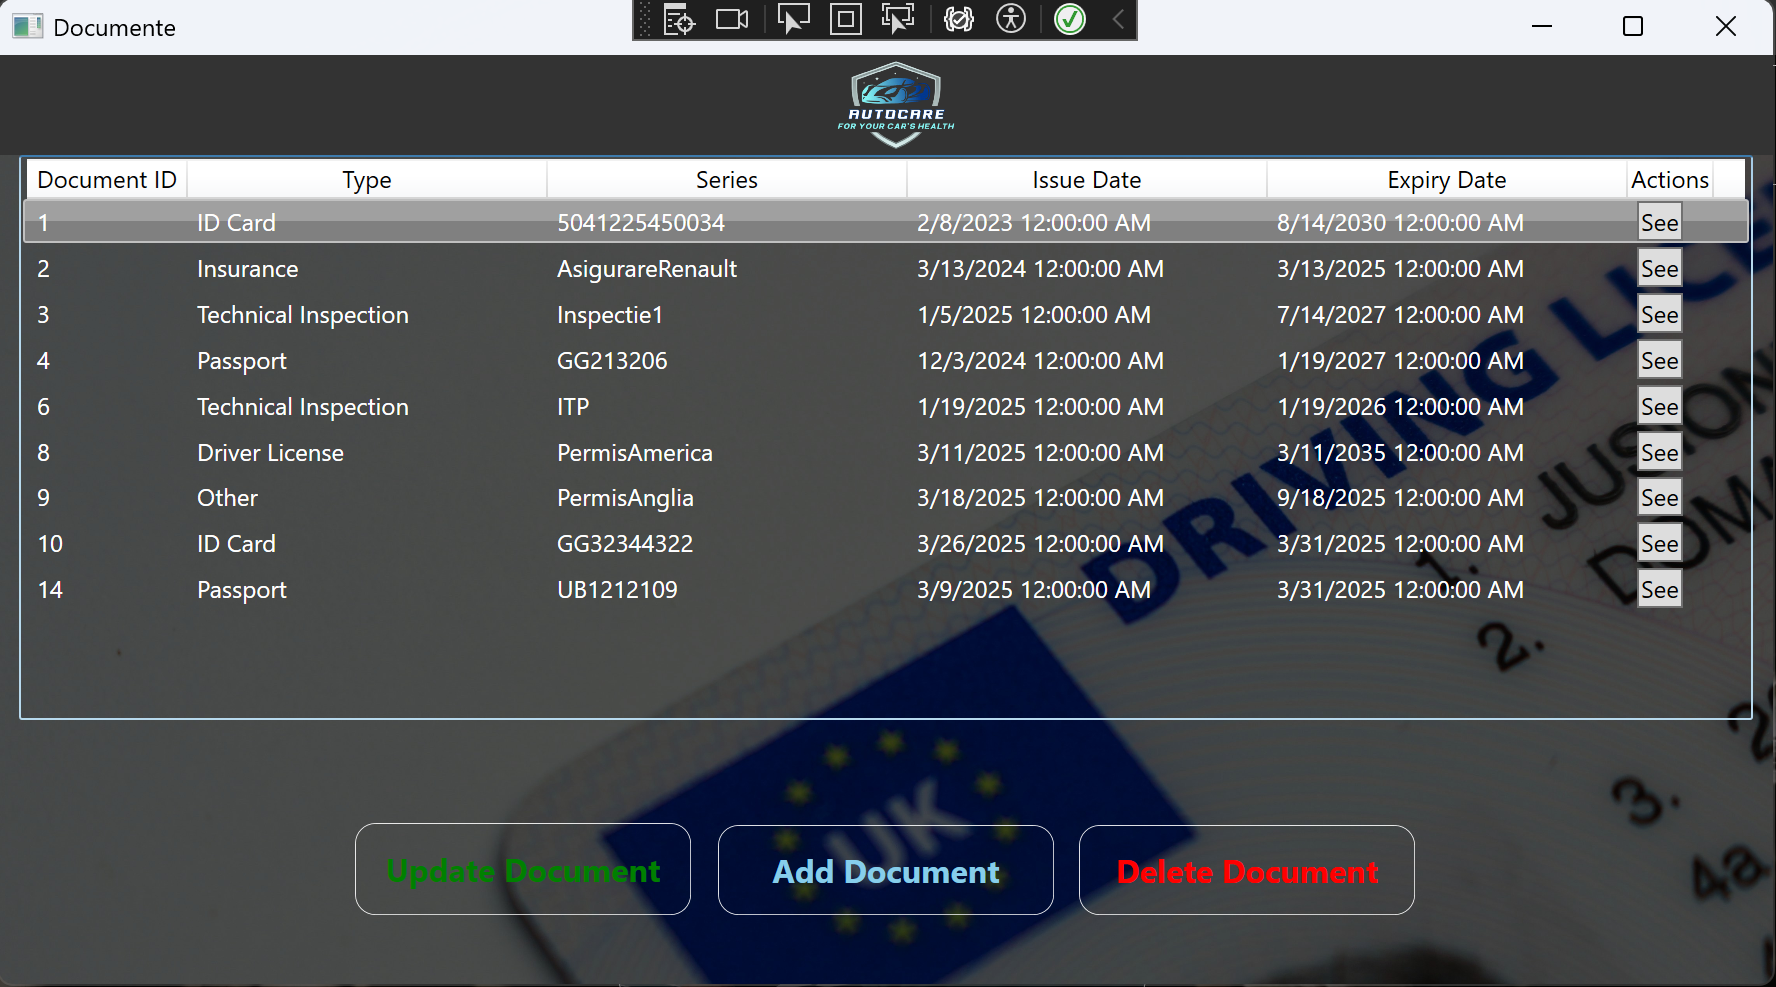 Documente
AUTOCARE
FOR YOUR CAR'S HEALTH
Document ID Type Series Issue Date Expiry Date Actions
1 ID Card 5041225450034 2/8/2023 12:00:00 AM 8/14/2030 12:00:00 AM See
2 Insurance AsigurareRenault 3/13/2024 12:00:00 AM 3/13/2025 12:00:00 AM See
3 Technical Inspection Inspectie1 1/5/2025 12:00:00 AM 7/14/2027 12:00:00 AM See
4 Passport GG213206 12/3/2024 12:00:00 AM 1/19/2027 12:00:00 AM See
6 Technical Inspection ITP 1/19/2025 12:00:00 AM 1/19/2026 12:00:00 AM See
8 Driver License PermisAmerica 3/11/2025 12:00:00 AM 3/11/2035 12:00:00 AM See
9 Other PermisAnglia 3/18/2025 12:00:00 AM 9/18/2025 12:00:00 AM See
10 ID Card GG32344322 3/26/2025 12:00:00 AM 3/31/2025 12:00:00 AM See
14 Passport UB1212109 3/9/2025 12:00:00 AM 3/31/2025 12:00:00 AM See
DRIVING
1.
2.
3.
4a.
UK
Update Document Add Document Delete Document